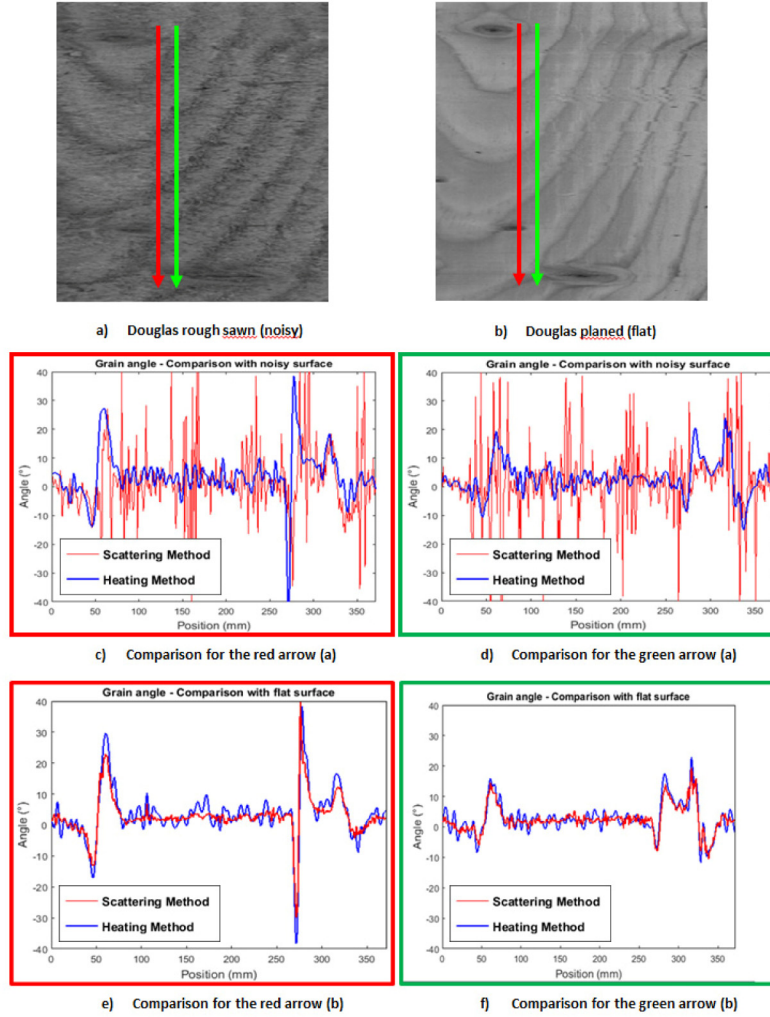 a) Douglas rough sawn (noisy)
b) Douglas planed (flat)
Grain angle - Comparison with noisy surface
40
30
20
10
0
-10
-20
-30
-40
Angle (°)
Scattering Method
Heating Method
0 50 100 150 200 250 300 350
Position (mm)
c) Comparison for the red arrow (a)
Grain angle - Comparison with noisy surface
40
30
20
10
0
-10
-20
-30
-40
Angle (°)
Scattering Method
Heating Method
0 50 100 150 200 250 300 350
Position (mm)
d) Comparison for the green arrow (a)
Grain angle - Comparison with flat surface
40
30
20
10
0
-10
-20
-30
-40
Angle (°)
Scattering Method
Heating Method
0 50 100 150 200 250 300 350
Position (mm)
e) Comparison for the red arrow (b)
Grain angle - Comparison with flat surface
40
30
20
10
0
-10
-20
-30
-40
Angle (°)
Scattering Method
Heating Method
0 50 100 150 200 250 300 350
Position (mm)
f) Comparison for the green arrow (b)